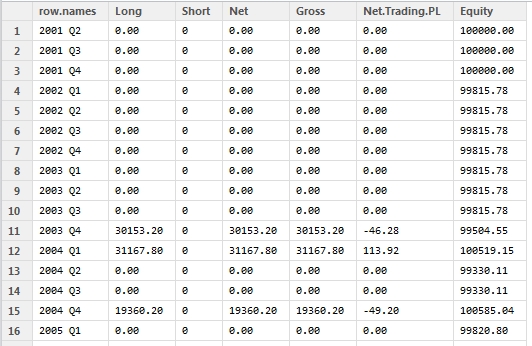 row.names Long Short Net Gross Net.Trading.PL Equity
1 2001 Q2 0.00 0 0.00 0.00 0.00 100000.00
2 2001 Q3 0.00 0 0.00 0.00 0.00 100000.00
3 2001 Q4 0.00 0 0.00 0.00 0.00 100000.00
4 2002 Q1 0.00 0 0.00 0.00 0.00 99815.78
5 2002 Q2 0.00 0 0.00 0.00 0.00 99815.78
6 2002 Q3 0.00 0 0.00 0.00 0.00 99815.78
7 2002 Q4 0.00 0 0.00 0.00 0.00 99815.78
8 2003 Q1 0.00 0 0.00 0.00 0.00 99815.78
9 2003 Q2 0.00 0 0.00 0.00 0.00 99815.78
10 2003 Q3 0.00 0 0.00 0.00 0.00 99815.78
11 2003 Q4 30153.20 0 30153.20 30153.20 -46.28 99504.55
12 2004 Q1 31167.80 0 31167.80 31167.80 113.92 100519.15
13 2004 Q2 0.00 0 0.00 0.00 0.00 99330.11
14 2004 Q3 0.00 0 0.00 0.00 0.00 99330.11
15 2004 Q4 19360.20 0 19360.20 19360.20 -49.20 100585.04
16 2005 Q1 0.00 0 0.00 0.00 0.00 99820.80